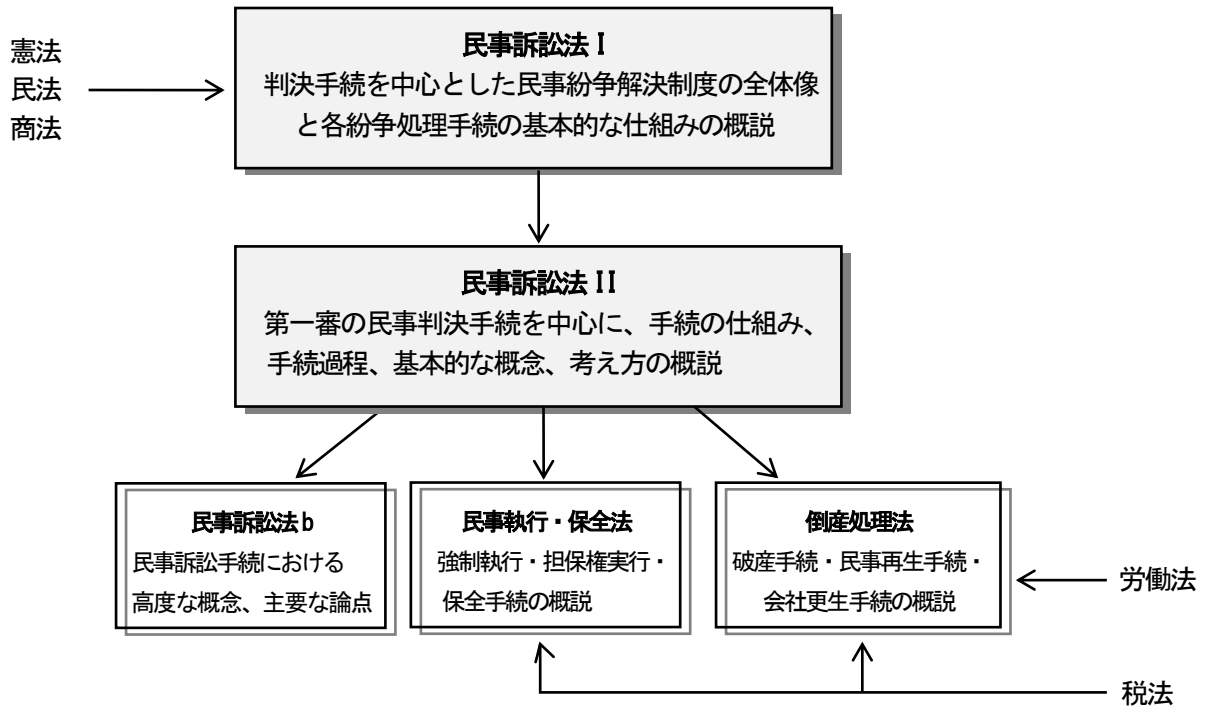 憲法
民法
商法
民事訴訟法Ⅰ
判決手続を中心とした民事紛争解決制度の全体像
と各紛争処理手続の基本的な仕組みの概説
民事訴訟法II
第一審の民事判決手続を中心に、手続の仕組み、
手続過程、基本的な概念、考え方の概説
民事訴訟法b
民事訴訟手続における
高度な概念、主要な論点
民事執行・保全法
強制執行・担保権実行・
保全手続の概説
倒産処理法
破産手続・民事再生手続・
会社更生手続の概説
労働法
税法